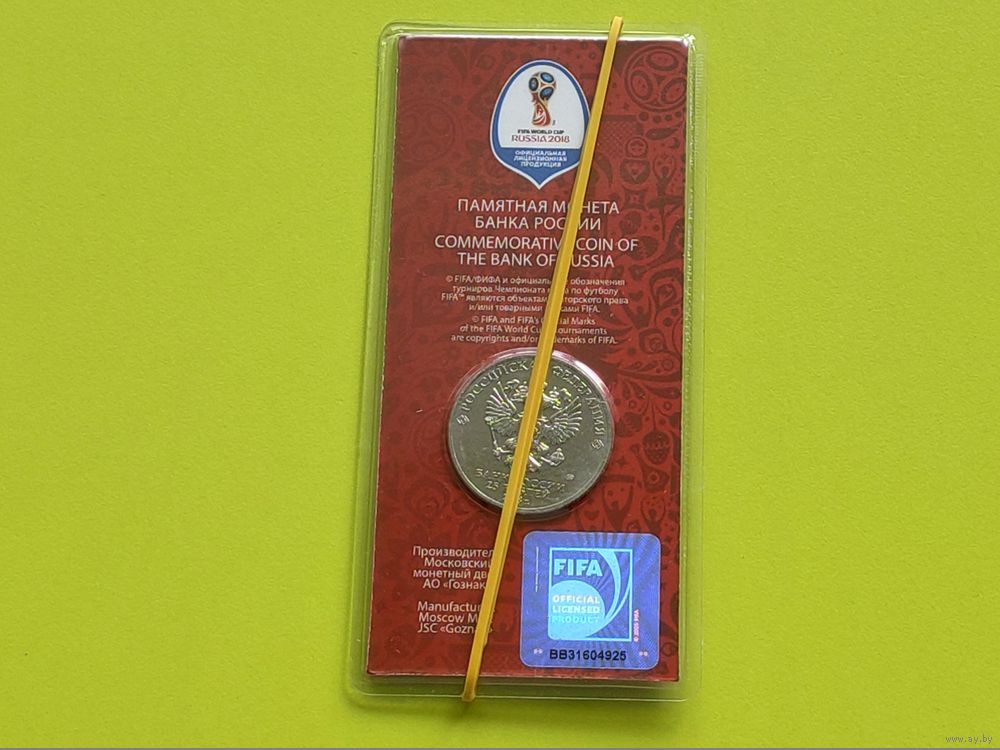 FIFA WORLD CUP
RUSSIA 2018
ОФИЦИАЛЬНАЯ
ЛИЦЕНЗИОННАЯ
ПРОДУКЦИЯ
ПАМЯТНАЯ МОНЕТА
БАНКА РОССИИ
COMMEMORATIVE COIN OF
THE BANK OF RUSSIA
© FIFA/ФИФА и официальные обозначения
турниров Чемпионата мира по футболу
FIFA™ являются объектами авторского права
и/или товарными знаками FIFA.
© FIFA and FIFA's Official Marks
of the FIFA World Cup tournaments
are copyrights and/or trademarks of FIFA.
РОССИЙСКАЯ ФЕДЕРАЦИЯ
БАНК РОССИИ
25 РУБЛЕЙ
Производитель
Московский
монетный двор
АО «Гознак»
Manufacturer
Moscow Mint
JSC «Goznak»
FIFA
OFFICIAL
LICENSED
PRODUCT
BB31604925
www.ay.by